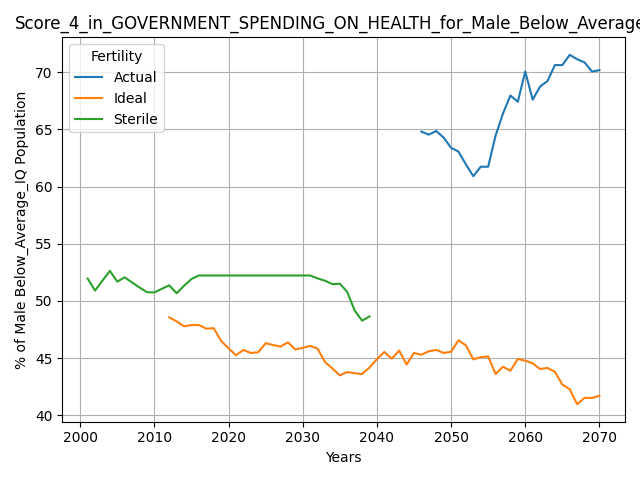 Score_4_in_GOVERNMENT_SPENDING_ON_HEALTH_for_Male_Below_Average
Fertility
Actual
Ideal
Sterile
% of Male Below_Average_IQ Population
70
65
60
55
50
45
40
2000 2010 2020 2030 2040 2050 2060 2070
Years